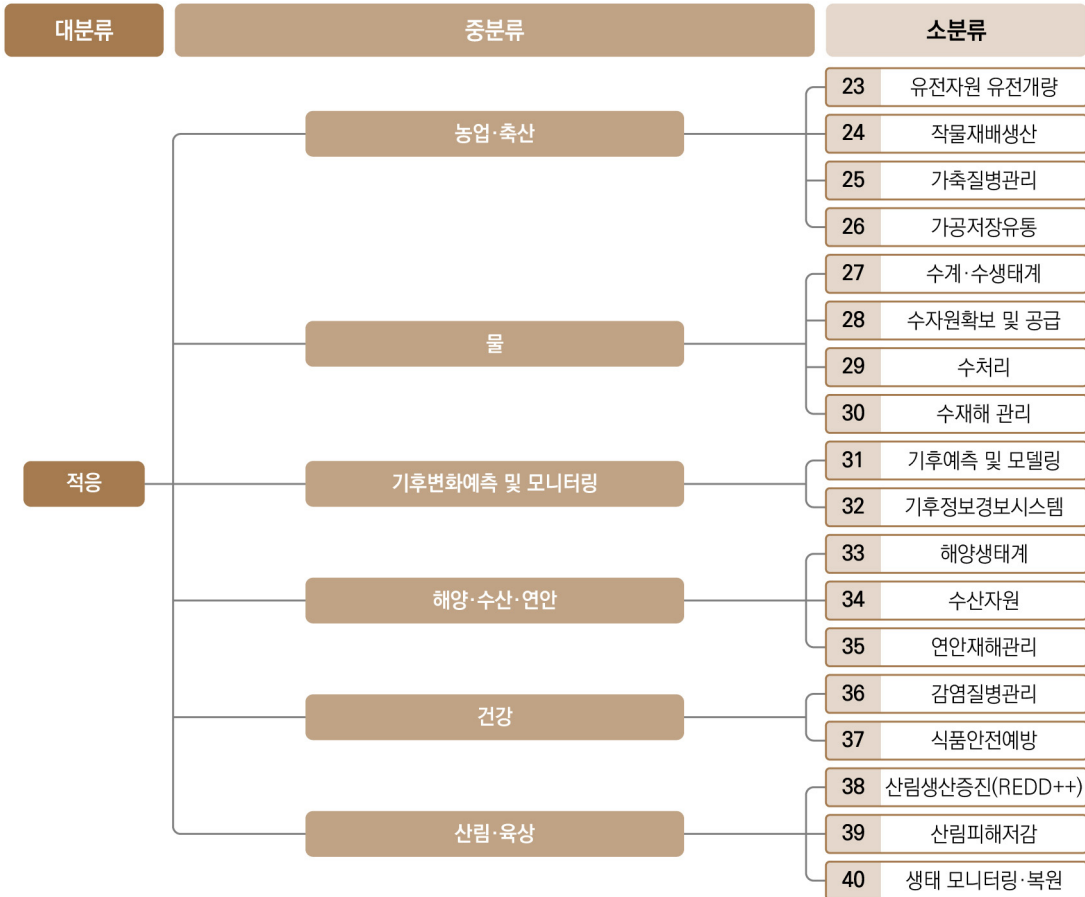 대분류
중분류
소분류
적응
농업·축산
23 유전자원 유전개량
24 작물재배생산
25 가축질병관리
26 가공저장유통
물
27 수계·수생태계
28 수자원확보 및 공급
29 수처리
30 수재해 관리
기후변화예측 및 모니터링
31 기후예측 및 모델링
32 기후정보경보시스템
해양·수산·연안
33 해양생태계
34 수산자원
35 연안재해관리
건강
36 감염질병관리
37 식품안전예방
산림·육상
38 산림생산증진(REDD++)
39 산림피해저감
40 생태 모니터링·복원